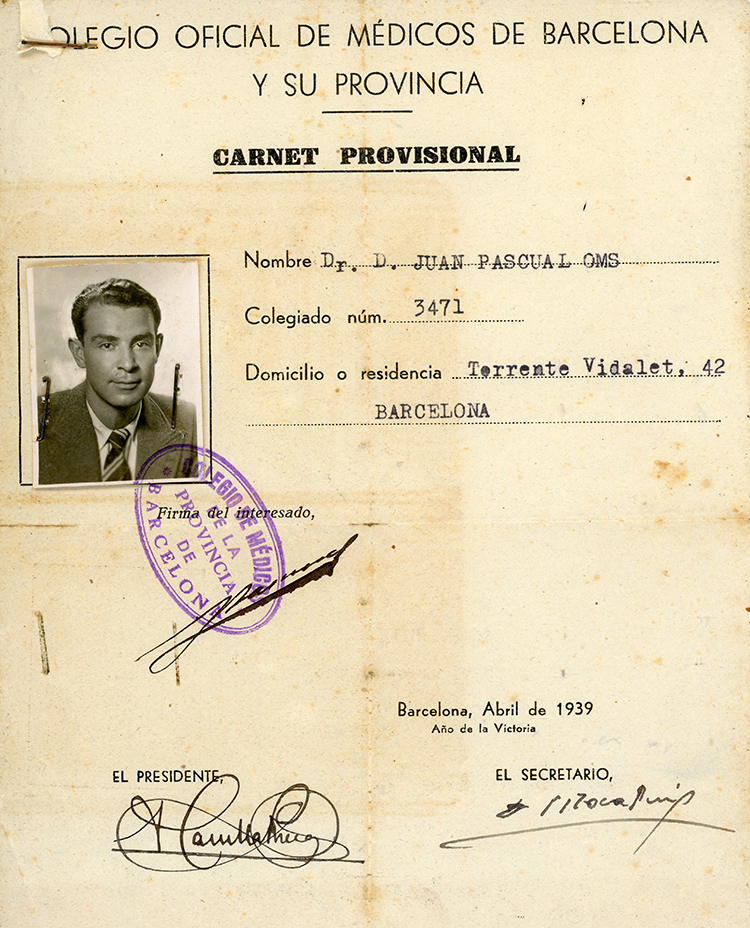 COLEGIO OFICIAL DE MÉDICOS DE BARCELONA
Y SU PROVINCIA
CARNET PROVISIONAL
Nombre Dr. D. JUAN PASCUAL OMS
Colegiado núm. 3471
Domicilio o residencia Torrente Vidalet, 42
BARCELONA
COLEGIO DE MÉDICOS
DE LA
PROVINCIA
DE
BARCELONA
Firma del interesado,
Barcelona, Abril de 1939
Año de la Victoria
EL PRESIDENTE,
EL SECRETARIO,